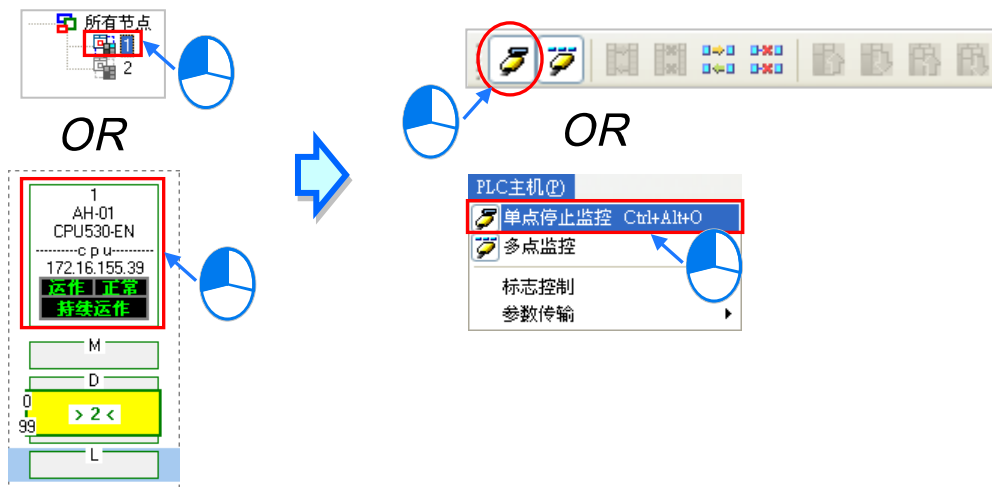 所有节点
1
2
OR
1
AH-01
CPU530-EN
---------c p u---------
172.16.155.39
运作 正常
持续运作
M
D
0
> 2 <
99
L
OR
PLC主机(P)
单点停止监控 Ctrl+Alt+O
多点监控
标志控制
参数传输